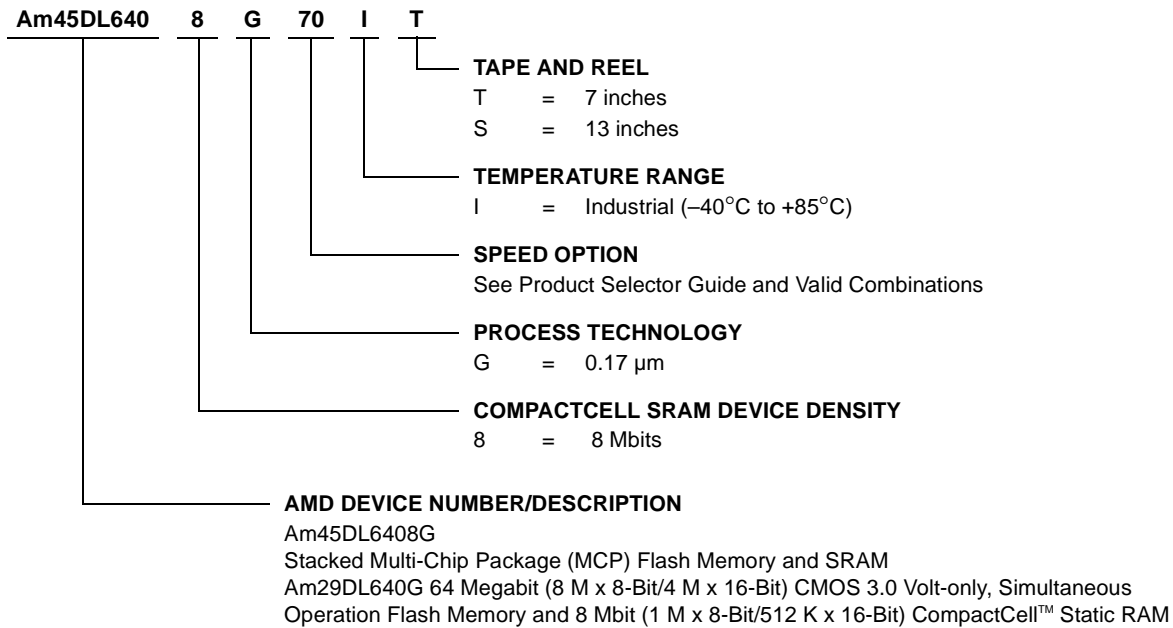 Am45DL640 8 G 70 I T
TAPE AND REEL
T = 7 inches
S = 13 inches
TEMPERATURE RANGE
I = Industrial (–40°C to +85°C)
SPEED OPTION
See Product Selector Guide and Valid Combinations
PROCESS TECHNOLOGY
G = 0.17 µm
COMPACTCELL SRAM DEVICE DENSITY
8 = 8 Mbits
AMD DEVICE NUMBER/DESCRIPTION
Am45DL6408G
Stacked Multi-Chip Package (MCP) Flash Memory and SRAM
Am29DL640G 64 Megabit (8 M x 8-Bit/4 M x 16-Bit) CMOS 3.0 Volt-only, Simultaneous
Operation Flash Memory and 8 Mbit (1 M x 8-Bit/512 K x 16-Bit) CompactCell™ Static RAM